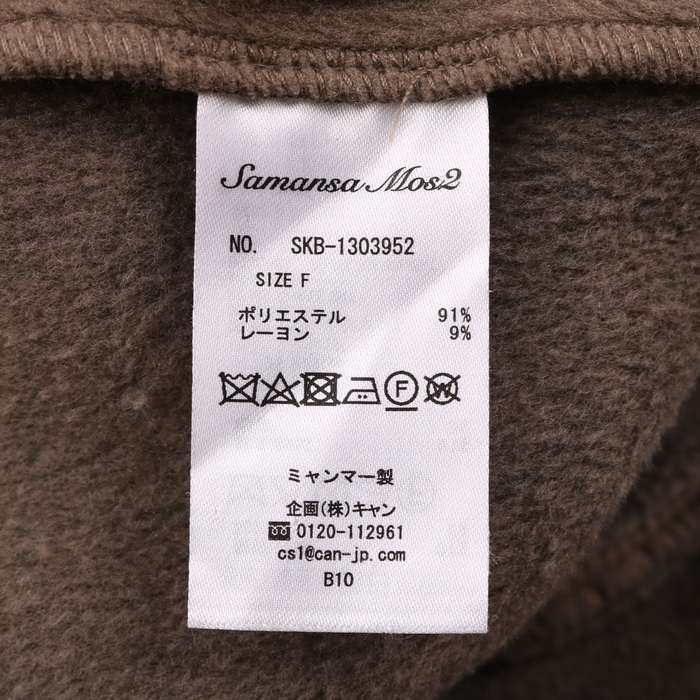 Samansa Mos2
NO. SKB-1303952
SIZE F
ポリエステル 91%
レーヨン 9%
F W
ミャンマー製
企画(株)キャン
0120-112961
cs1@can-jp.com
B10